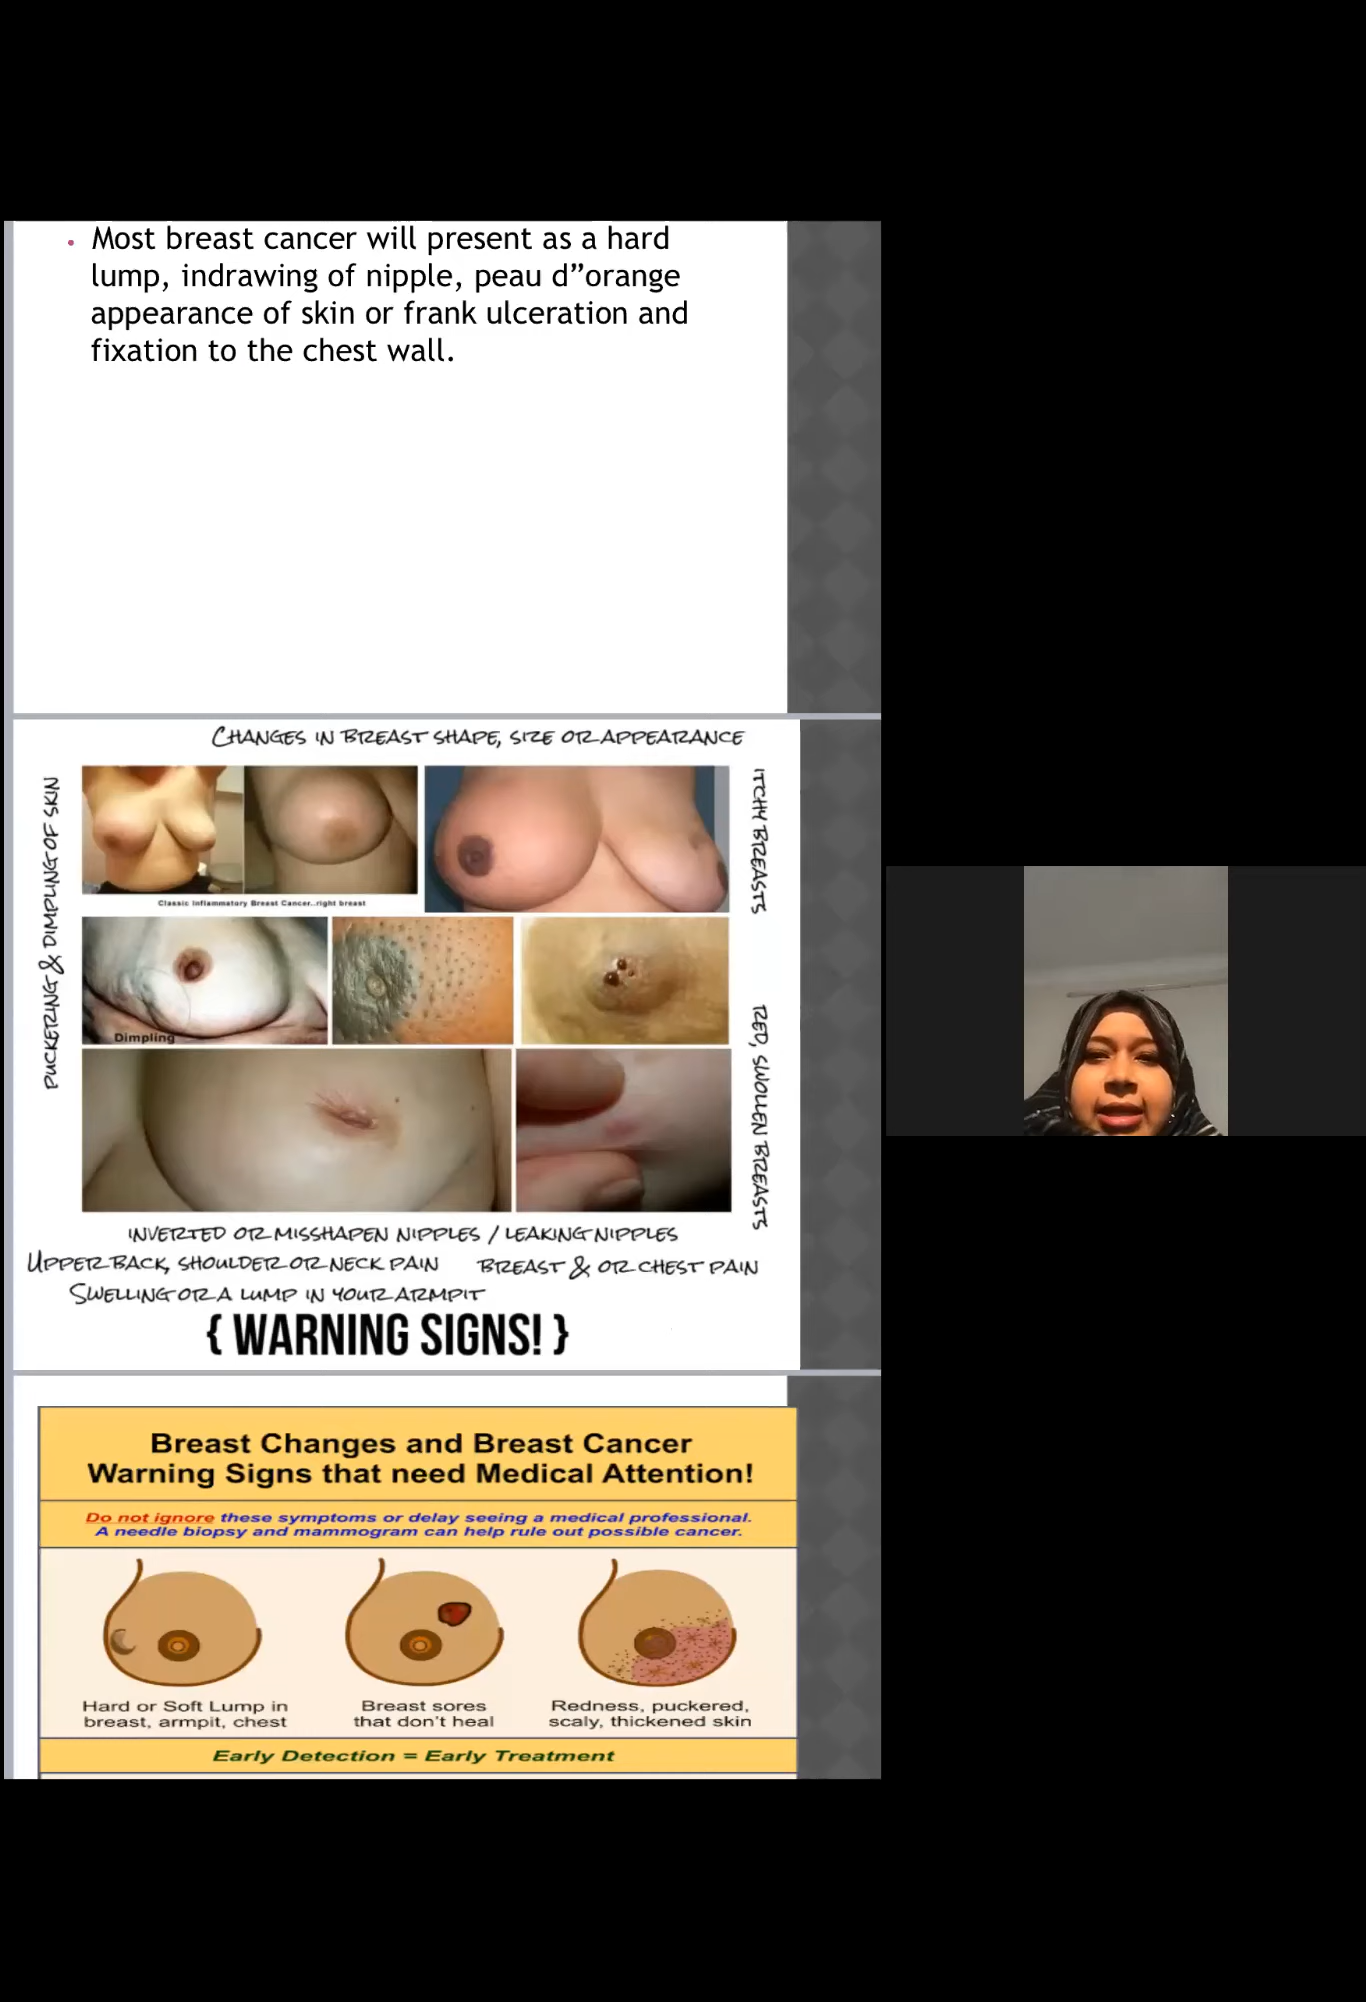 • Most breast cancer will present as a hard
lump, indrawing of nipple, peau d”orange
appearance of skin or frank ulceration and
fixation to the chest wall.
CHANGES IN BREAST SHAPE, SIZE OR APPEARANCE
PUCKERING & DIMPLING OF SKIN
ITCHY BREASTS
Classic Inflammatory Breast Cancer..right breast
Dimpling
RED, SWOLLEN BREASTS
INVERTED OR MISSHAPEN NIPPLES / LEAKING NIPPLES
UPPER BACK, SHOULDER OR NECK PAIN
BREAST & OR CHEST PAIN
SWELLING OR A LUMP IN YOUR ARMPIT
{ WARNING SIGNS! }
Breast Changes and Breast Cancer
Warning Signs that need Medical Attention!
Do not ignore these symptoms or delay seeing a medical professional.
A needle biopsy and mammogram can help rule out possible cancer.
Hard or Soft Lump in
breast, armpit, chest
Breast sores
that don't heal
Redness, puckered,
scaly, thickened skin
Early Detection = Early Treatment